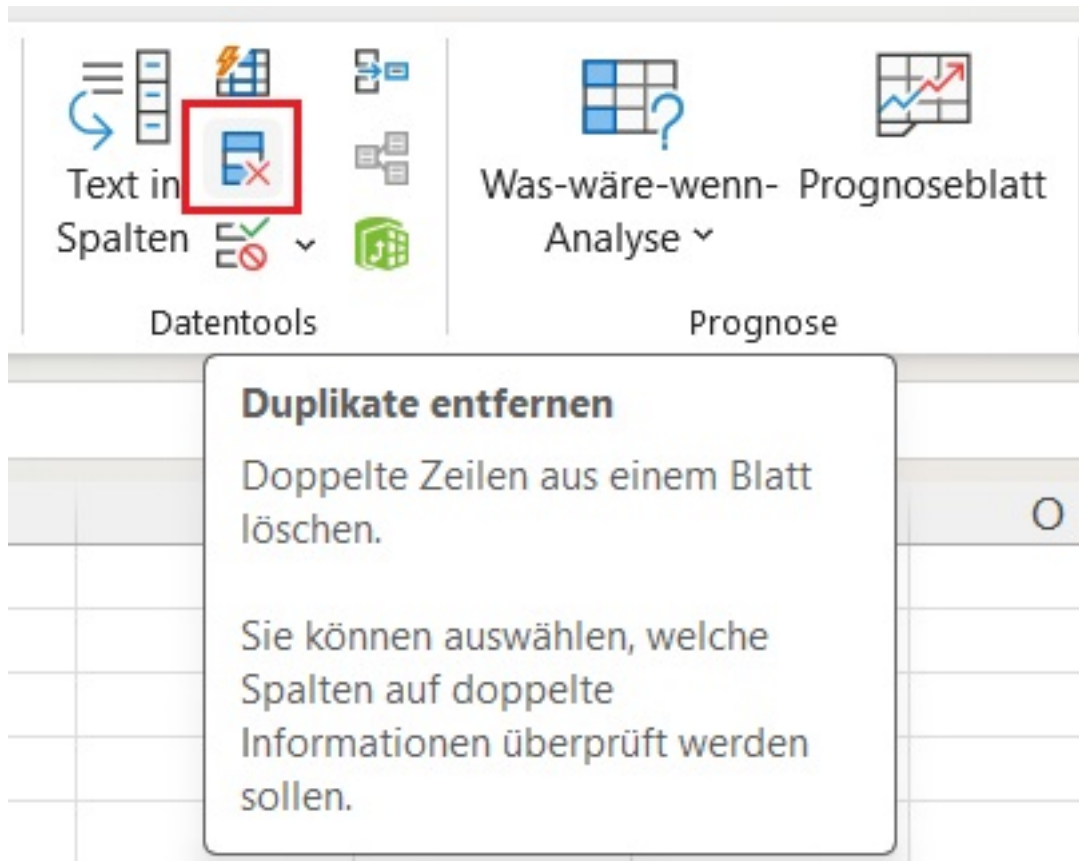 Text in
Spalten
Was-wäre-wenn-
Analyse
Prognoseblatt
Datentools
Prognose
Duplikate entfernen
Doppelte Zeilen aus einem Blatt
löschen.
Sie können auswählen, welche
Spalten auf doppelte
Informationen überprüft werden
sollen.
O